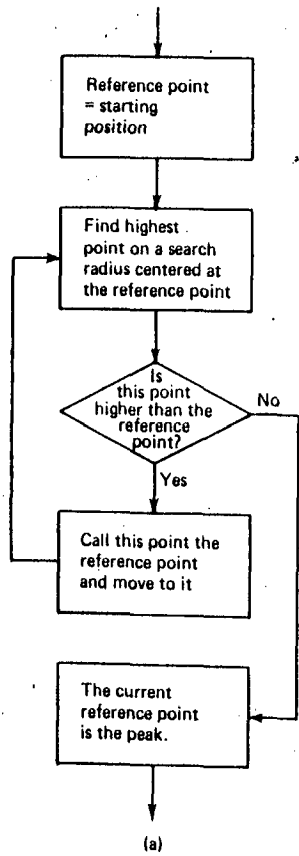 Reference point
= starting
position
Find highest
point on a search
radius centered at
the reference point
Is
this point
higher than the
reference
point?
No
Yes
Call this point the
reference point
and move to it
The current
reference point
is the peak.
(a)